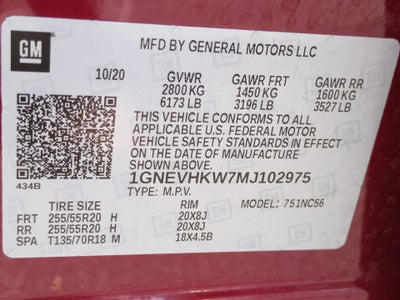 GM
MFD BY GENERAL MOTORS LLC
10/20 GVWR GAWR FRT GAWR RR
2800 KG 1450 KG 1600 KG
6173 LB 3196 LB 3527 LB
THIS VEHICLE CONFORMS TO ALL
APPLICABLE U.S. FEDERAL MOTOR
VEHICLE SAFETY STANDARDS IN EFFECT
ON THE DATE OF MANUFACTURE
SHOWN ABOVE.
434B
1GNEVHKW7MJ102975
TYPE: M.P.V. MODEL: 751NC56
TIRE SIZE RIM
FRT 255/55R20 H 20X8J
RR 255/55R20 H 20X8J
SPA T135/70R18 M 18X4.5B